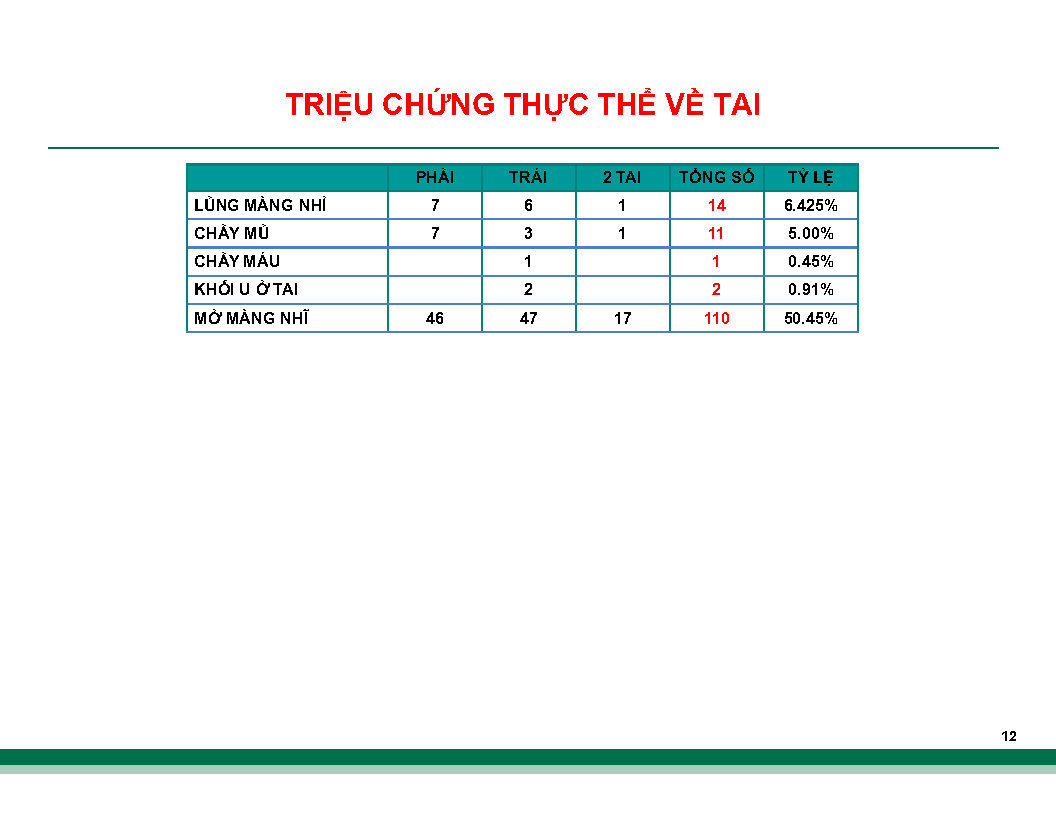 TRIỆU CHỨNG THỰC THỂ VỀ TAI
PHẢI TRÁI 2 TAI TỔNG SỐ TỶ LỆ
LỦNG MÀNG NHĨ 7 6 1 14 6.425%
CHẢY MỦ 7 3 1 11 5.00%
CHẢY MÁU 1 1 0.45%
KHỐI U Ở TAI 2 2 0.91%
MỜ MÀNG NHĨ 46 47 17 110 50.45%
12